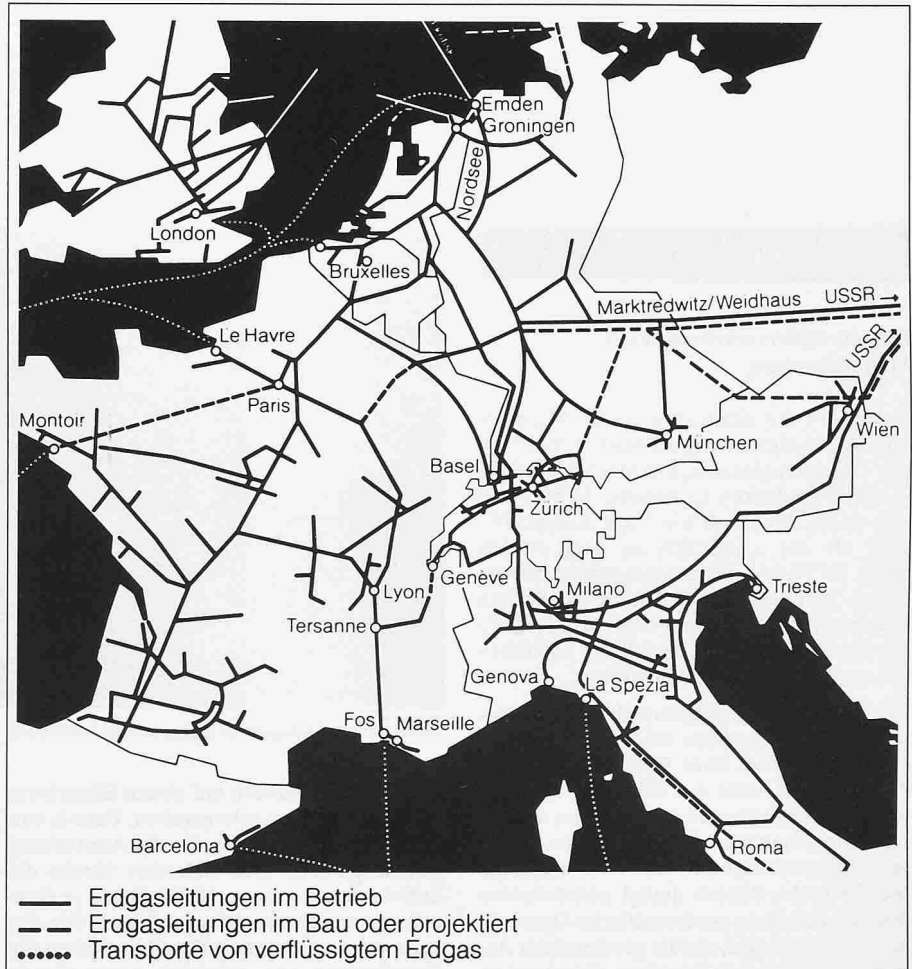 Emden
Groningen
Nordsee
London
Bruxelles
Marktredwitz/Weidhaus USSR
USSR
Le Havre
Paris
Wien
Montoir
München
Basel
Zürich
Genève
Milano
Trieste
Lyon
Tersanne
Genova
La Spezia
Fos
Marseille
Barcelona
Roma
Erdgasleitungen im Betrieb
Erdgasleitungen im Bau oder projektiert
Transporte von verflüssigtem Erdgas